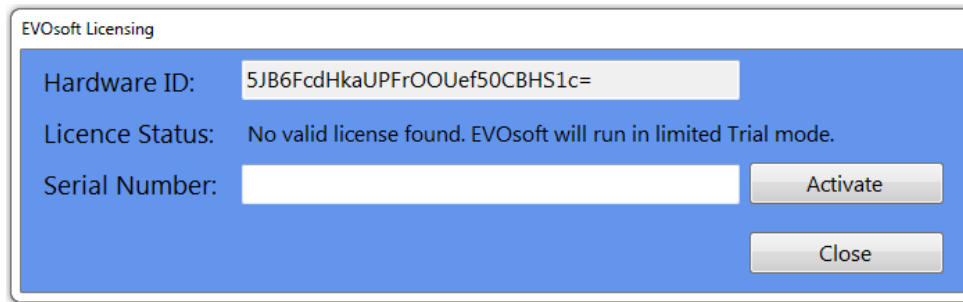 EVOsoft Licensing
Hardware ID: 5JB6FcdHkaUPFrOOUef50CBHS1c=
Licence Status: No valid license found. EVOsoft will run in limited Trial mode.
Serial Number: Activate
Close